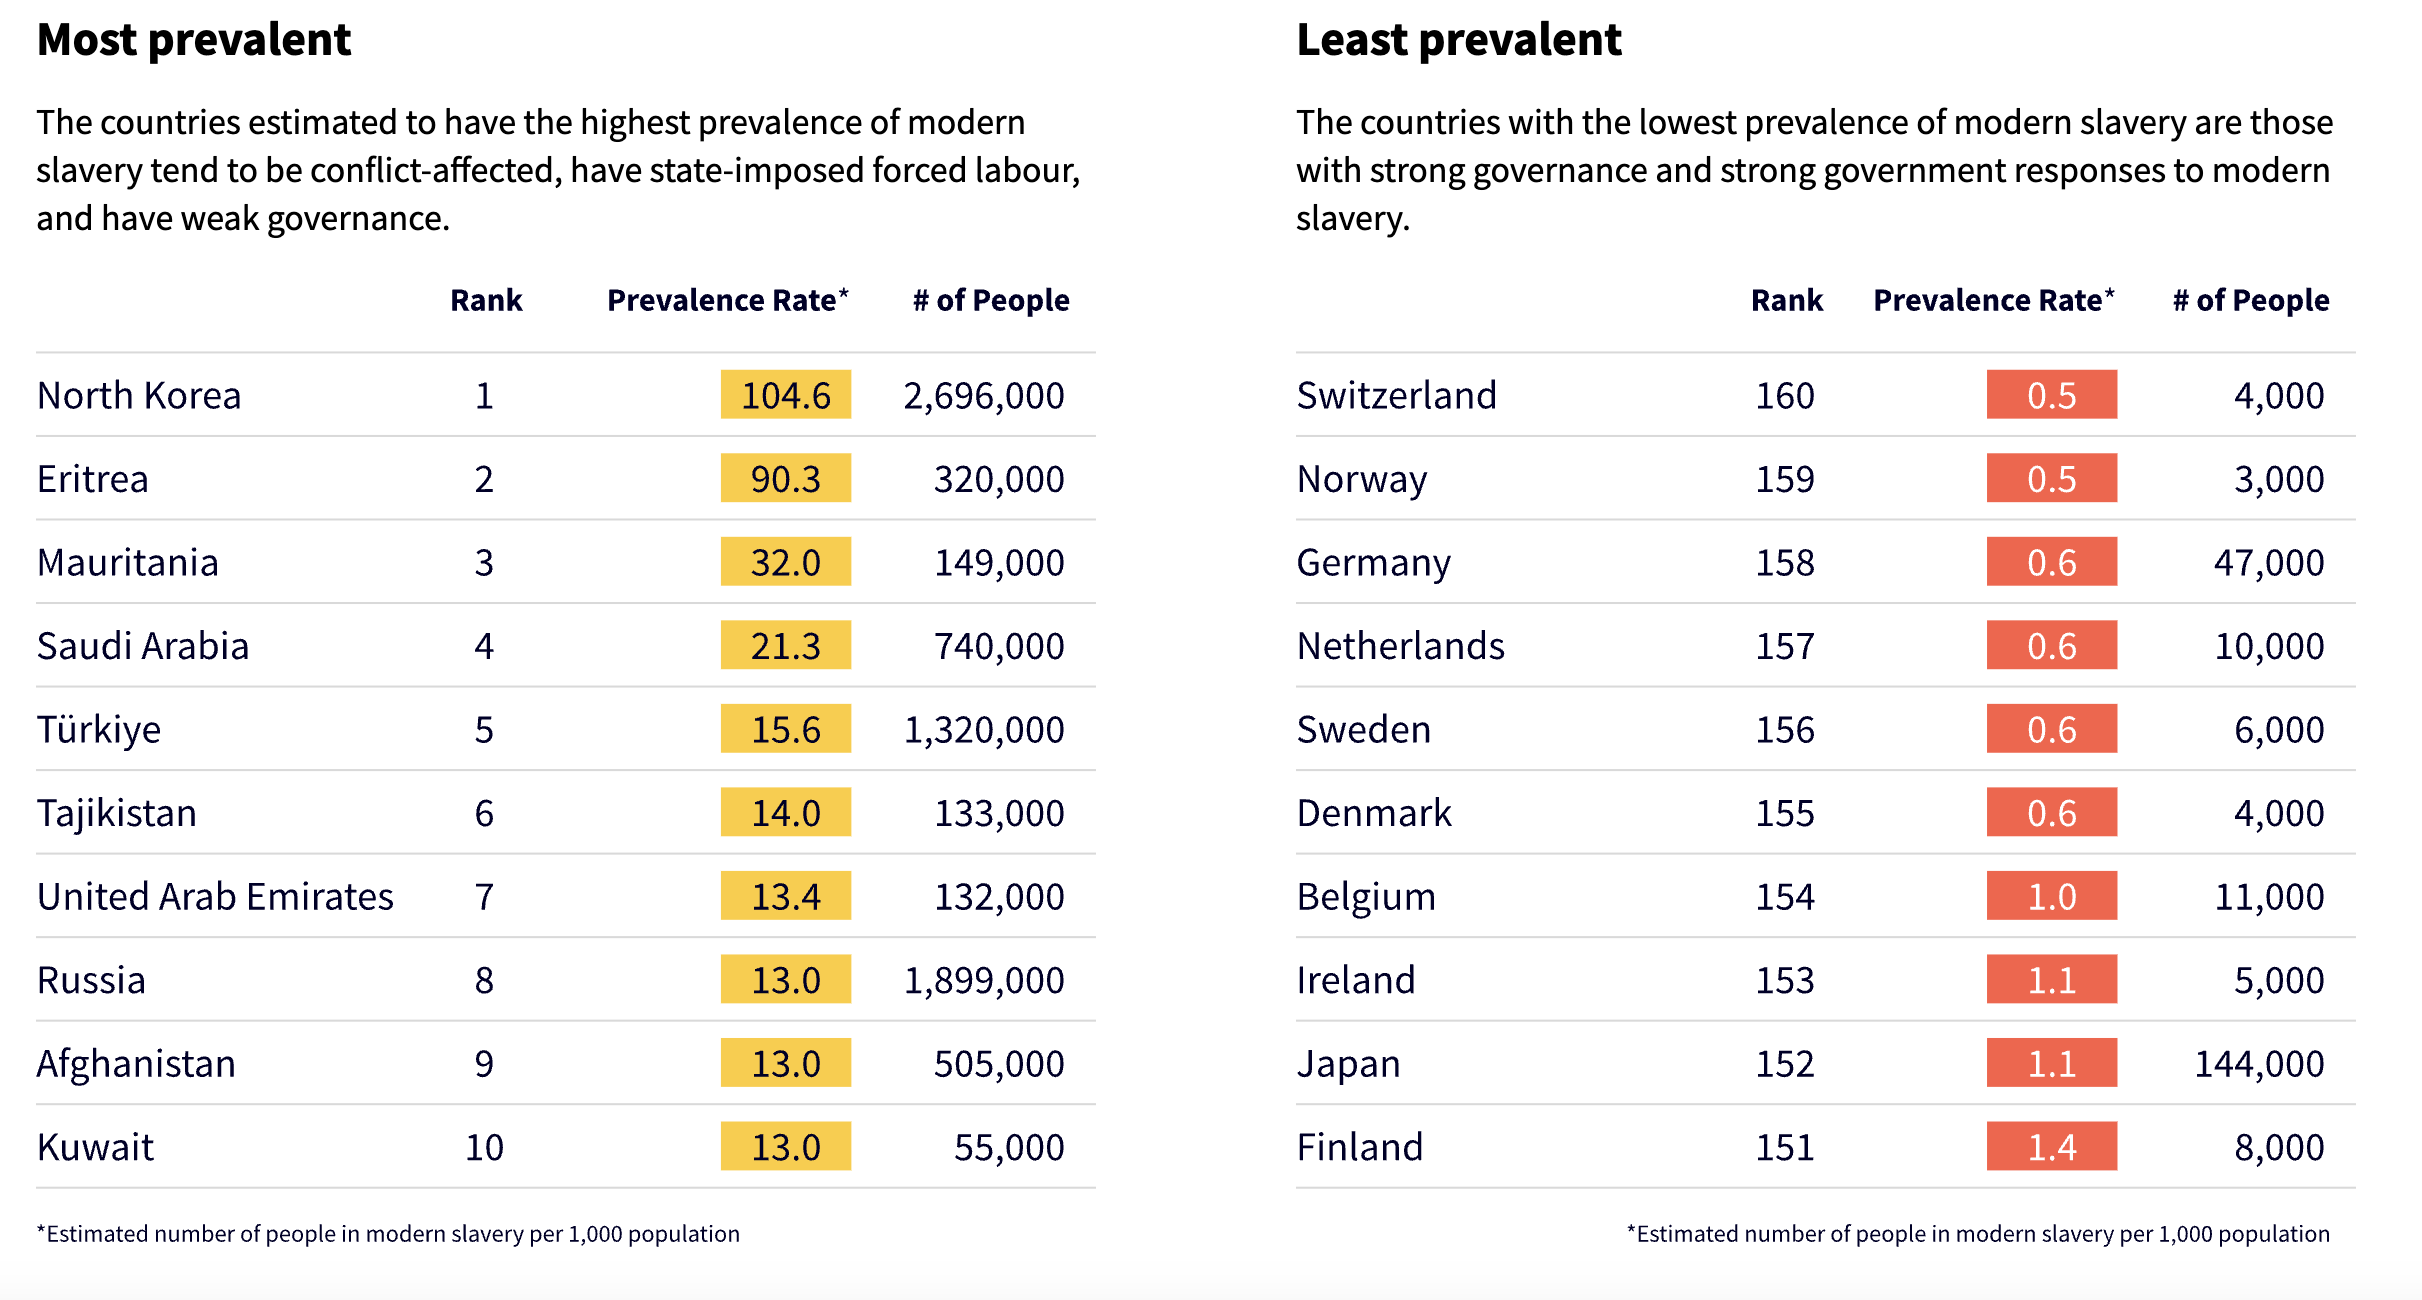 Most prevalent
The countries estimated to have the highest prevalence of modern
slavery tend to be conflict-affected, have state-imposed forced labour,
and have weak governance.
Rank Prevalence Rate* # of People
North Korea 1 104.6 2,696,000
Eritrea 2 90.3 320,000
Mauritania 3 32.0 149,000
Saudi Arabia 4 21.3 740,000
Türkiye 5 15.6 1,320,000
Tajikistan 6 14.0 133,000
United Arab Emirates 7 13.4 132,000
Russia 8 13.0 1,899,000
Afghanistan 9 13.0 505,000
Kuwait 10 13.0 55,000
*Estimated number of people in modern slavery per 1,000 population
Least prevalent
The countries with the lowest prevalence of modern slavery are those
with strong governance and strong government responses to modern
slavery.
Rank Prevalence Rate* # of People
Switzerland 160 0.5 4,000
Norway 159 0.5 3,000
Germany 158 0.6 47,000
Netherlands 157 0.6 10,000
Sweden 156 0.6 6,000
Denmark 155 0.6 4,000
Belgium 154 1.0 11,000
Ireland 153 1.1 5,000
Japan 152 1.1 144,000
Finland 151 1.4 8,000
*Estimated number of people in modern slavery per 1,000 population